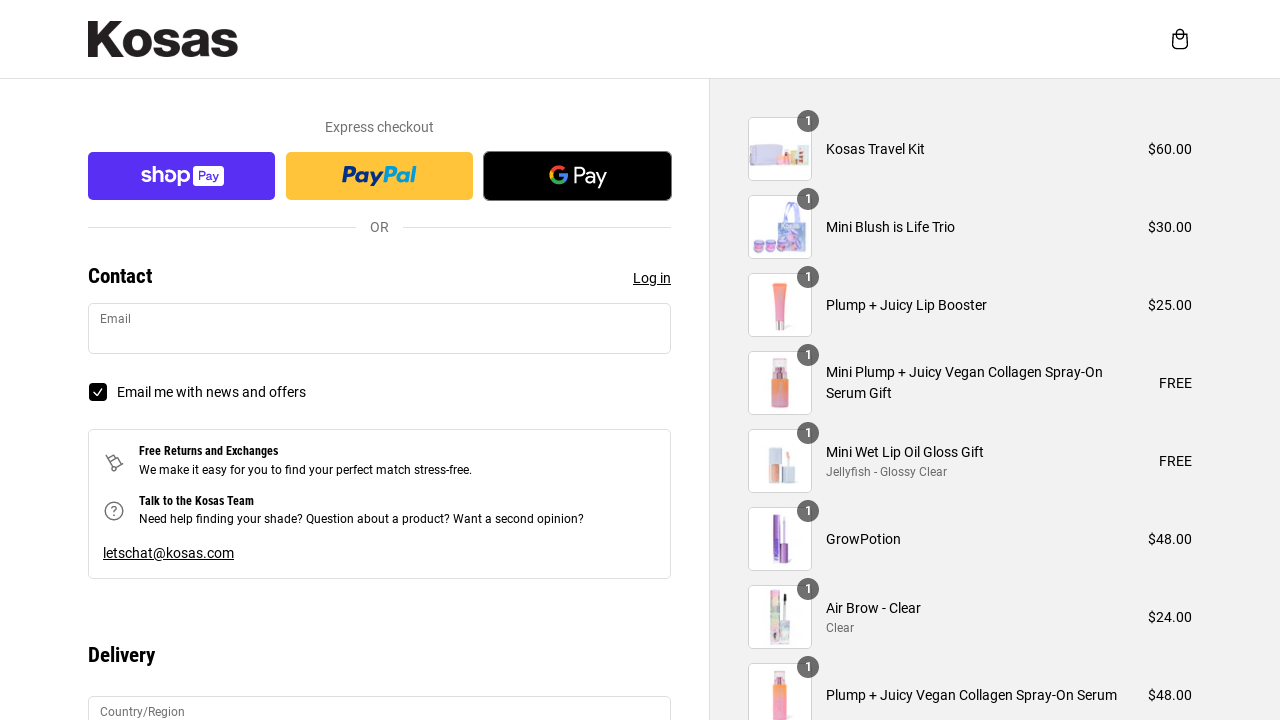 Kosas
Express checkout
shop Pay
PayPal
G Pay
OR
Contact
Log in
Email
Email me with news and offers
Free Returns and Exchanges
We make it easy for you to find your perfect match stress-free.
Talk to the Kosas Team
Need help finding your shade? Question about a product? Want a second opinion?
letschat@kosas.com
Delivery
Country/Region
1
Kosas Travel Kit
$60.00
1
Mini Blush is Life Trio
$30.00
1
Plump + Juicy Lip Booster
$25.00
1
Mini Plump + Juicy Vegan Collagen Spray-On
Serum Gift
FREE
1
Mini Wet Lip Oil Gloss Gift
Jellyfish - Glossy Clear
FREE
1
GrowPotion
$48.00
1
Air Brow - Clear
Clear
$24.00
1
Plump + Juicy Vegan Collagen Spray-On Serum
$48.00